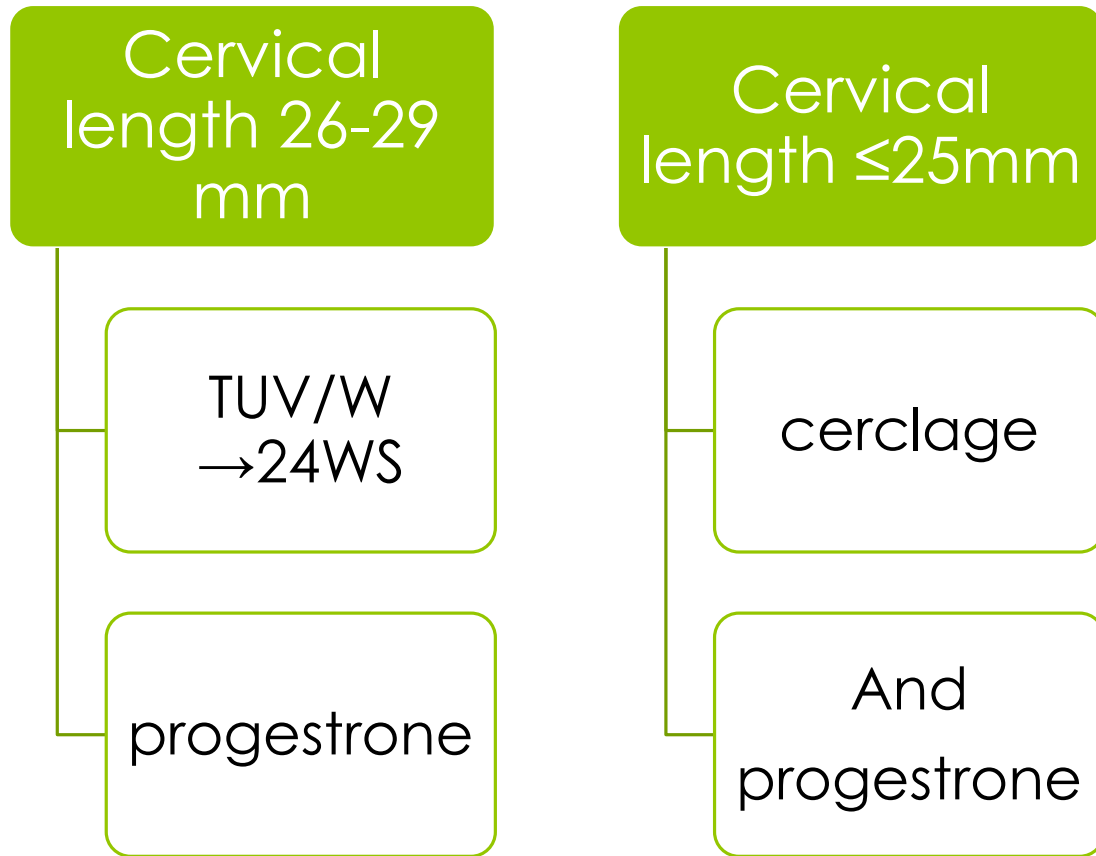 Cervical
length 26-29
mm
TUV/W
→24WS
progestrone
Cervical
length ≤25mm
cerclage
And
progestrone